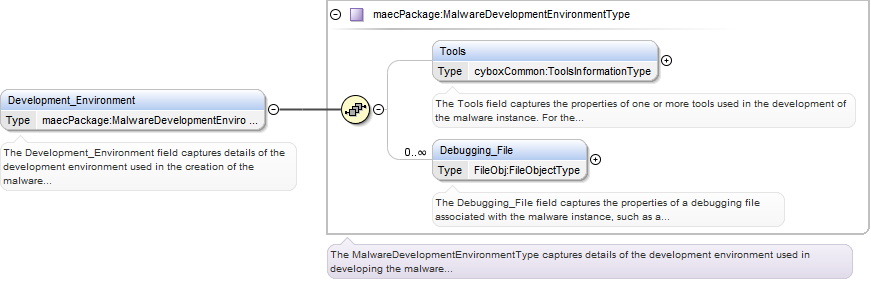 maecPackage:MalwareDevelopmentEnvironmentType
Tools
Type cyboxCommon:ToolsInformationType
The Tools field captures the properties of one or more tools used in the development of
the malware instance. For the...
Development_Environment
Type maecPackage:MalwareDevelopmentEnviro ...
The Development_Environment field captures details of the
development environment used in the creation of the
malware...
0..∞
Debugging_File
Type FileObj:FileObjectType
The Debugging_File field captures the properties of a debugging file
associated with the malware instance, such as a...
The MalwareDevelopmentEnvironmentType captures details of the development environment used in
developing the malware...